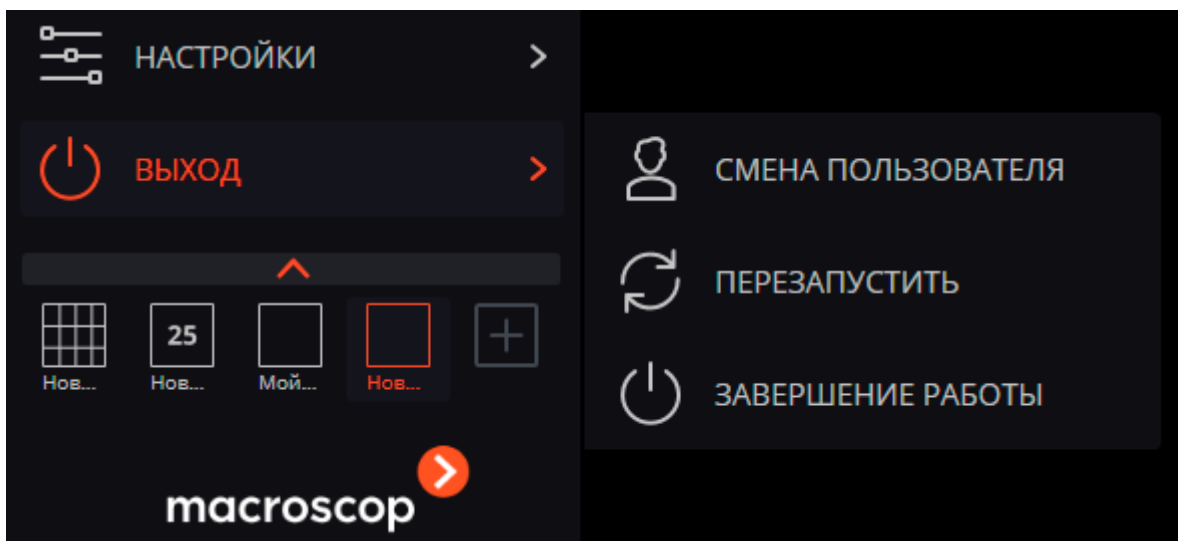 НАСТРОЙКИ
ВЫХОД
25
Нов...
Нов...
Мой...
Нов...
macroscop
СМЕНА ПОЛЬЗОВАТЕЛЯ
ПЕРЕЗАПУСТИТЬ
ЗАВЕРШЕНИЕ РАБОТЫ